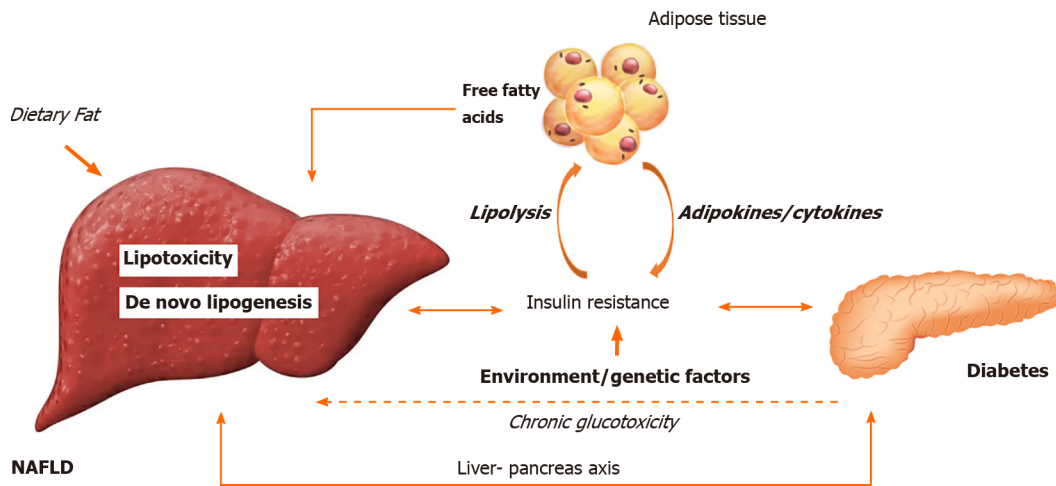 Adipose tissue
Free fatty
acids
Dietary Fat
Lipolysis
Adipokines/cytokines
Lipotoxicity
De novo lipogenesis
Insulin resistance
Environment/genetic factors
Diabetes
Chronic glucotoxicity
NAFLD
Liver- pancreas axis